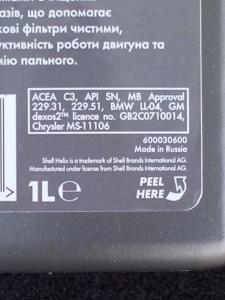 азів, що допомагає
кові фільтри чистими,
уктивність роботи двигуна та
мію пального.
ACEA C3, API SN, MB Approval
229.31, 229.51, BMW LL-04, GM
dexos2™ licence no. GB2C0710014,
Chrysler MS-11106
600030600
Made in Russia
Shell Helix is a trademark of Shell Brands International AG.
Manufactured under license from Shell Brands International AG.
1L℮
PEEL
HERE